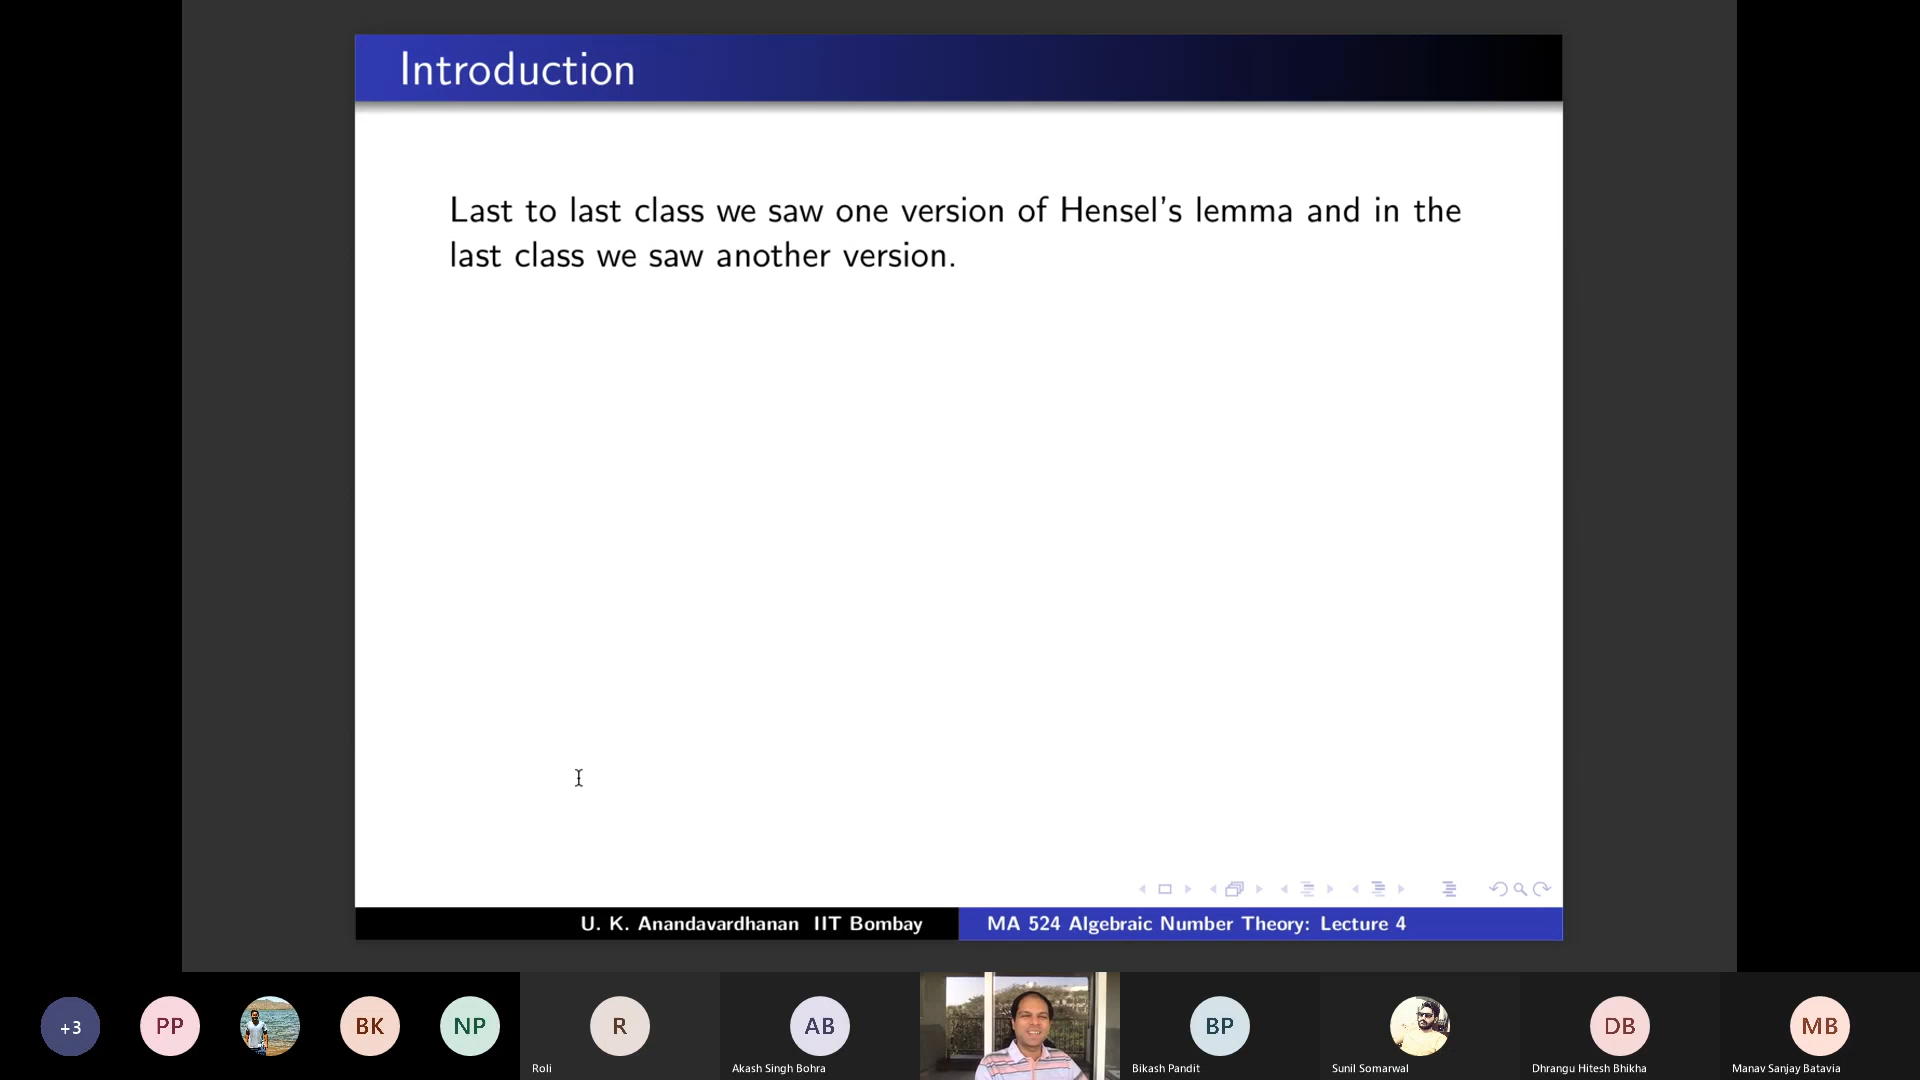 Introduction
Last to last class we saw one version of Hensel's lemma and in the
last class we saw another version.
U. K. Anandavardhanan IIT Bombay
MA 524 Algebraic Number Theory: Lecture 4
+3
PP
BK
NP
R
AB
BP
DB
MB
Roli
Akash Singh Bohra
Bikash Pandit
Sunil Somarwal
Dhrangu Hitesh Bhikha
Manav Sanjay Batavia